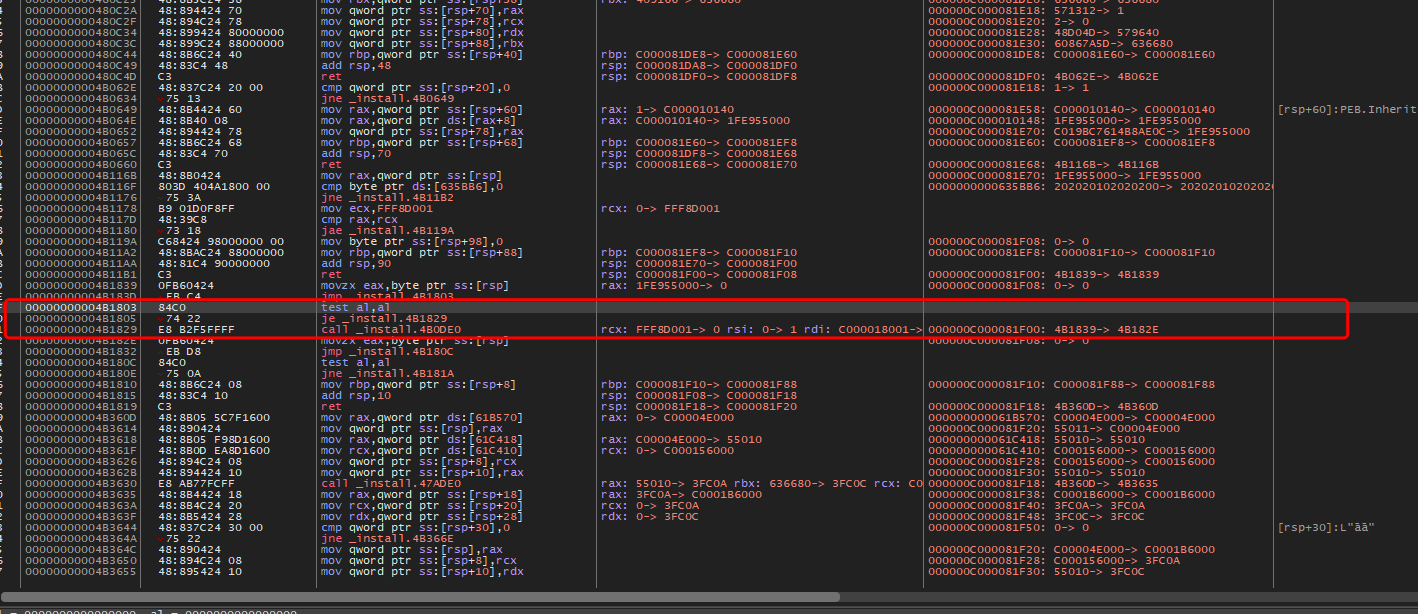 00000000004B0C2A 48:894424 70 mov qword ptr ss:[rsp+70],rax 000000C000081E18: 571312-> 1
48:894C24 78 mov qword ptr ss:[rsp+78],rcx 000000C000081E20: 2-> 0
0000000000480C34 48:899424 80000000 mov qword ptr ss:[rsp+80],rdx 000000C000081E28: 48D04D-> 579640
0000000000480C3C 48:899C24 88000000 mov qword ptr ss:[rsp+88],rbx 000000C000081E30: 60867A5D-> 636680
0000000000480C44 48:8B6C24 40 mov rbp,qword ptr ss:[rsp+40] rbp: C000081DE8-> C000081E60 000000C000081DE8: C000081E60-> C000081E60
0000000000480C49 48:83C4 48 add rsp,48 rsp: C000081DA8-> C000081DF0
0000000000480C4D C3 ret rsp: C000081DF0-> C000081DF8 000000C000081DF0: 4B062E-> 4B062E
00000000004B062E 48:837C24 20 00 cmp qword ptr ss:[rsp+20],0 000000C000081E18: 1-> 1
00000000004B0634 75 13 jne _install.4B0649
00000000004B0649 48:8B4424 60 mov rax,qword ptr ss:[rsp+60] rax: 1-> C000010140 000000C000081E58: C000010140-> C000010140 [rsp+60]:PEB.Inherit
00000000004B064E 48:8B40 08 mov rax,qword ptr ds:[rax+8] rax: C000010140-> 1FE955000 000000C000010148: 1FE955000-> 1FE955000
00000000004B0652 48:894424 78 mov qword ptr ss:[rsp+78],rax 000000C000081E70: C019BC7614B8AE0C-> 1FE955000
00000000004B0657 48:8B6C24 68 mov rbp,qword ptr ss:[rsp+68] rbp: C000081E60-> C000081EF8 000000C000081E60: C000081EF8-> C000081EF8
00000000004B065C 48:83C4 70 add rsp,70 rsp: C000081DF8-> C000081E68
00000000004B0660 C3 ret rsp: C000081E68-> C000081E70 000000C000081E68: 4B116B-> 4B116B
00000000004B116B 48:8B0424 mov rax,qword ptr ss:[rsp] 000000C000081E70: 1FE955000-> 1FE955000
00000000004B116F 803D 404A1800 00 cmp byte ptr ds:[635BB6],0 0000000000635BB6: 202020102020200-> 2020201020202
00000000004B1176 75 3A jne _install.4B11B2
00000000004B1178 B9 01D0F8FF mov ecx,FFF8D001 rcx: 0-> FFF8D001
00000000004B117D 48:39C8 cmp rax,rcx
00000000004B1180 73 18 jae _install.4B119A
00000000004B119A C68424 98000000 00 mov byte ptr ss:[rsp+98],0 000000C000081F08: 0-> 0
00000000004B11A2 48:8BAC24 88000000 mov rbp,qword ptr ss:[rsp+88] rbp: C000081EF8-> C000081F10 000000C000081EF8: C000081F10-> C000081F10
00000000004B11AA 48:81C4 90000000 add rsp,90 rsp: C000081E70-> C000081F00
00000000004B11B1 C3 ret rsp: C000081F00-> C000081F08 000000C000081F00: 4B1839-> 4B1839
00000000004B1839 0FB60424 movzx eax,byte ptr ss:[rsp] rax: 1FE955000-> 0 000000C000081F08: 0-> 0
00000000004B183D EB C4 jmp _install.4B1803
00000000004B1803 84C0 test al,al
00000000004B1805 74 22 je _install.4B1829
00000000004B1829 E8 B2F5FFFF call _install.4B0DE0 rcx: FFF8D001-> 0 rsi: 0-> 1 rdi: C000018001-> 000000C000081F00: 4B1839-> 4B182E
00000000004B182E 0FB60424 movzx eax,byte ptr ss:[rsp] 000000C000081F08: 0-> 0
00000000004B1832 EB D8 jmp _install.4B180C
00000000004B180C 84C0 test al,al
00000000004B180E 75 0A jne _install.4B181A
00000000004B1810 48:8B6C24 08 mov rbp,qword ptr ss:[rsp+8] rbp: C000081F10-> C000081F88 000000C000081F10: C000081F88-> C000081F88
00000000004B1815 48:83C4 10 add rsp,10 rsp: C000081F08-> C000081F18
00000000004B1819 C3 ret rsp: C000081F18-> C000081F20 000000C000081F18: 4B360D-> 4B360D
00000000004B360D 48:8B05 5C7F1600 mov rax,qword ptr ds:[61B570] rax: 0-> C00004E000 000000000061B570: C00004E000-> C00004E000
00000000004B3614 48:890424 mov qword ptr ss:[rsp],rax 000000C000081F20: 55011-> C00004E000
00000000004B3618 48:8B05 F98D1600 mov rax,qword ptr ds:[61C418] rax: C00004E000-> 55010 000000000061C418: 55010-> 55010
00000000004B361F 48:8B0D EA8D1600 mov rcx,qword ptr ds:[61C410] rcx: 0-> C000156000 000000000061C410: C000156000-> C000156000
00000000004B3626 48:894C24 08 mov qword ptr ss:[rsp+8],rcx 000000C000081F28: C000156000-> C000156000
00000000004B362B 48:894424 10 mov qword ptr ss:[rsp+10],rax 000000C000081F30: 55010-> 55010
00000000004B3630 E8 AB77FCFF call _install.47ADE0 rax: 55010-> 3FC0A rbx: 636680-> 3FC0C rcx: C0 000000C000081F18: 4B360D-> 4B3635
00000000004B3635 48:8B4424 18 mov rax,qword ptr ss:[rsp+18] rax: 3FC0A-> C0001B6000 000000C000081F38: C0001B6000-> C0001B6000
00000000004B363A 48:8B4C24 20 mov rcx,qword ptr ss:[rsp+20] rcx: 0-> 3FC0A 000000C000081F40: 3FC0A-> 3FC0A
00000000004B363F 48:8B5424 28 mov rdx,qword ptr ss:[rsp+28] rdx: 0-> 3FC0C 000000C000081F48: 3FC0C-> 3FC0C
00000000004B3644 48:837C24 30 00 cmp qword ptr ss:[rsp+30],0 000000C000081F50: 0-> 0 [rsp+30]:L"āā"
00000000004B364A 75 22 jne _install.4B366E
00000000004B364C 48:890424 mov qword ptr ss:[rsp],rax 000000C000081F20: C00004E000-> C0001B6000
00000000004B3650 48:894C24 08 mov qword ptr ss:[rsp+8],rcx 000000C000081F28: C000156000-> 3FC0A
00000000004B3655 48:895424 10 mov qword ptr ss:[rsp+10],rdx 000000C000081F30: 55010-> 3FC0C